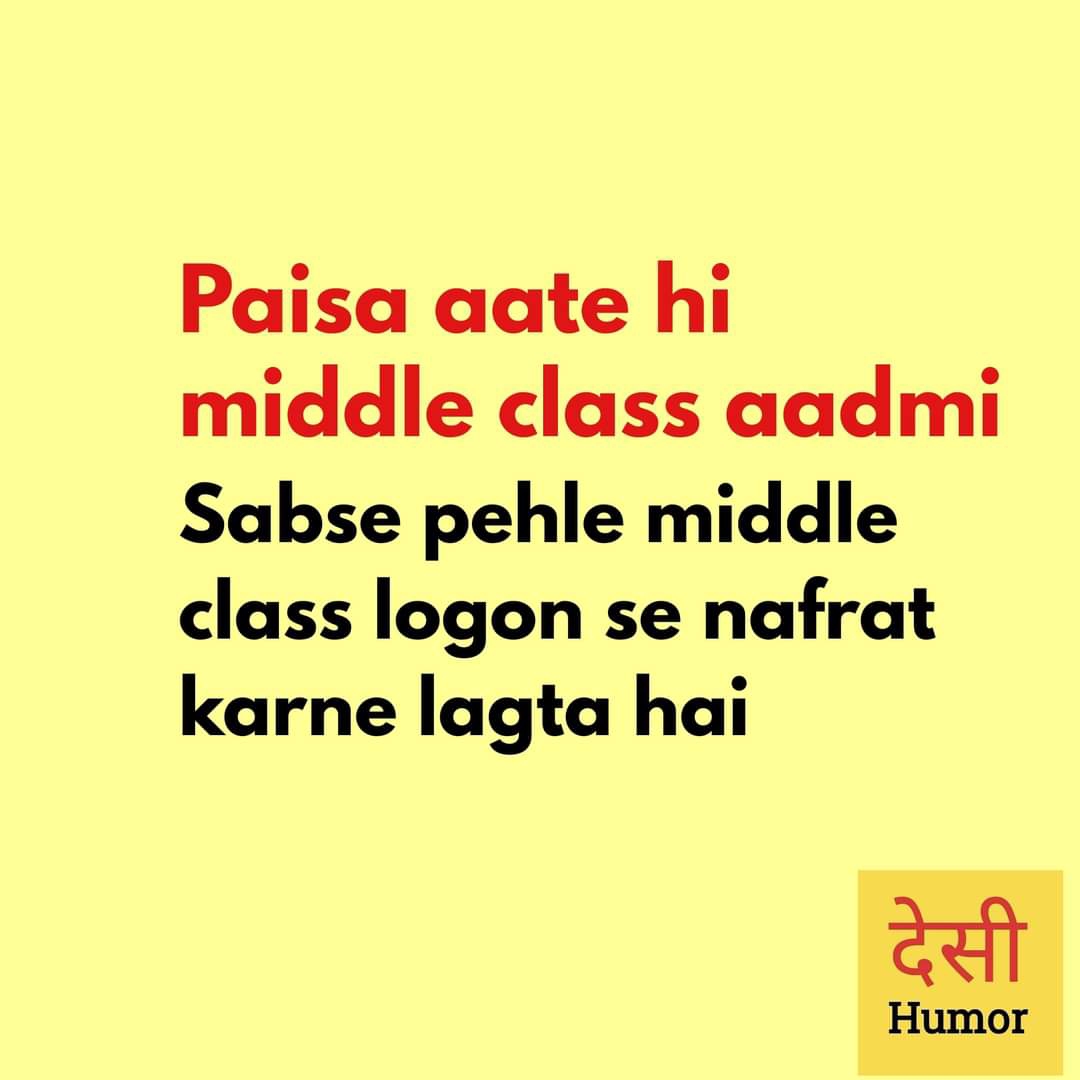 Paisa aate hi
middle class aadmi
Sabse pehle middle
class logon se nafrat
karne lagta hai
देसी
Humor